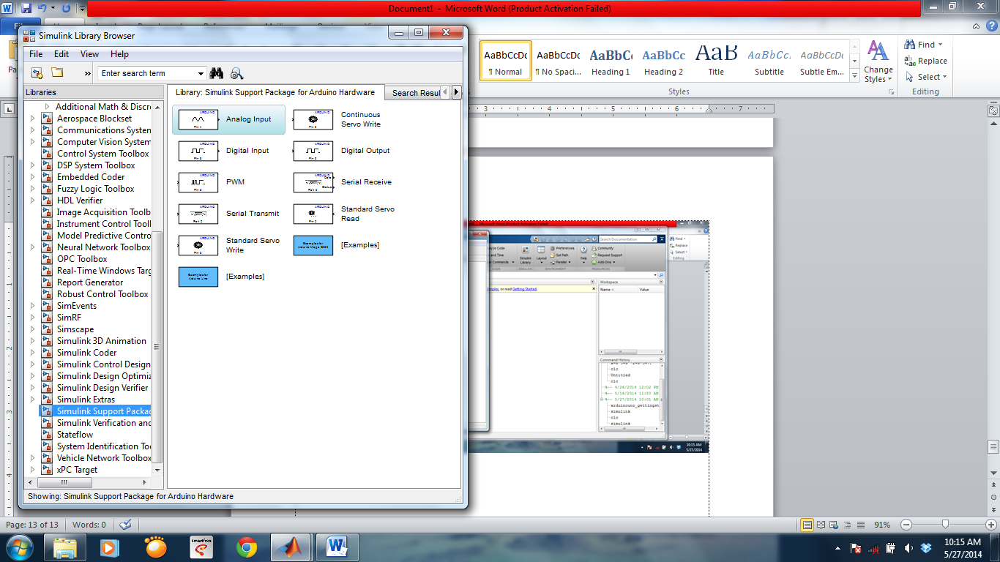 Document1 - Microsoft Word (Product Activation Failed)
Simulink Library Browser
File Edit View Help
» Enter search term
Libraries
Additional Math & Discre
Aerospace Blockset
Communications System
Computer Vision System
Control System Toolbox
DSP System Toolbox
Embedded Coder
Fuzzy Logic Toolbox
HDL Verifier
Image Acquisition Toolb
Instrument Control Tool
Model Predictive Contro
Neural Network Toolbox
OPC Toolbox
Real-Time Windows Targ
Report Generator
Robust Control Toolbox
SimEvents
SimRF
Simscape
Simulink 3D Animation
Simulink Coder
Simulink Control Design
Simulink Design Optimiz
Simulink Design Verifier
Simulink Extras
Simulink Support Packag
Simulink Verification and
Stateflow
System Identification Too
Vehicle Network Toolbox
xPC Target
Library: Simulink Support Package for Arduino Hardware
Search Resul
Analog Input
Continuous
Servo Write
Digital Input
Digital Output
PWM
Serial Receive
Serial Transmit
Standard Servo
Read
Standard Servo
Write
[Examples]
[Examples]
Showing: Simulink Support Package for Arduino Hardware
AaBbCcDc AaBbCcDc AaBbCc AaBbCc AaB AaBbCc. AaBbCcDc
¶ Normal ¶ No Spaci... Heading 1 Heading 2 Title Subtitle Subtle Em...
Change
Styles
Styles
Find
Replace
Select
Editing
3 4 5 6 7
Search Documentation
Simulink
Library
Layout
Preferences
Set Path
Parallel
Help
Community
Request Support
Add-Ons
ENVIRONMENT
RESOURCES
or read Getting Started.
Workspace
Name Value
Command History
clc
Untitled
clc
%-- 4/26/2014 12:02 PM
%-- 5/16/2014 11:50 AM
%-- 5/27/2014 10:01 AM
arduinouno_gettingst
simulink
clc
simulink
10:15 AM
5/27/2014
Page: 13 of 13 Words: 0
91%
smartfren
10:15 AM
5/27/2014